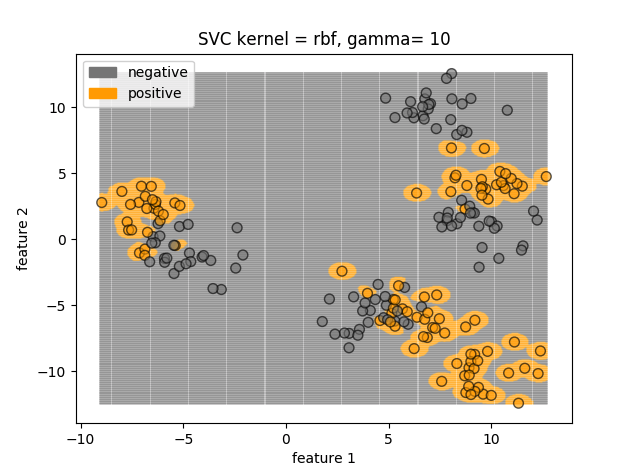 SVC kernel = rbf, gamma= 10
negative
positive
feature 2
10
5
0
−5
−10
−10
−5
0
5
10
feature 1